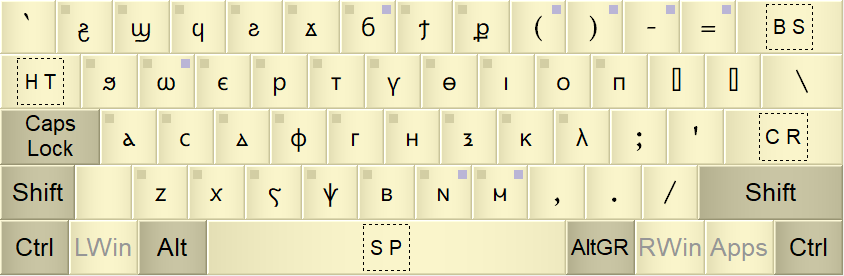 ` ϧ ϣ ϥ ϩ ϫ ϭ ϯ ⳁ ( ) - = BS
HT ⳉ ⲱ ⲉ ⲣ ⲧ ⲩ ⲑ ⲓ ⲟ ⲡ \
Caps Lock ⲁ ⲥ ⲇ ⲫ ⲅ ⲏ ⲝ ⲕ ⲗ ; ' CR
Shift ⲍ ⲭ ⲋ ⲯ ⲃ ⲛ ⲙ , . / Shift
Ctrl LWin Alt SP AltGR RWin Apps Ctrl